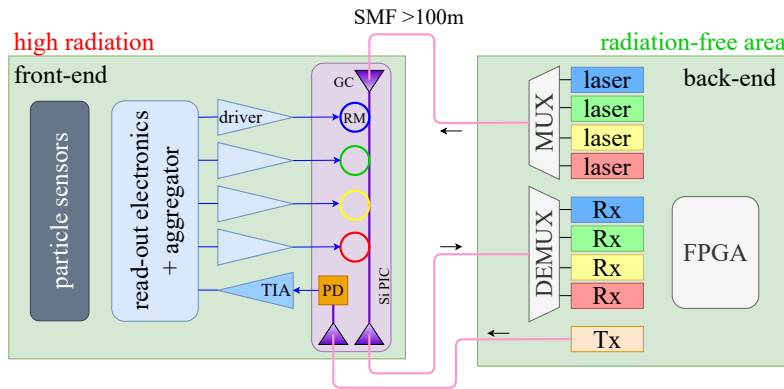 SMF >100m
high radiation
radiation-free area
front-end
back-end
GC
laser
laser
laser
laser
MUX
driver
RM
particle sensors
read-out electronics
+ aggregator
Rx
Rx
Rx
Rx
DEMUX
FPGA
TIA
PD
Si PIC
Tx